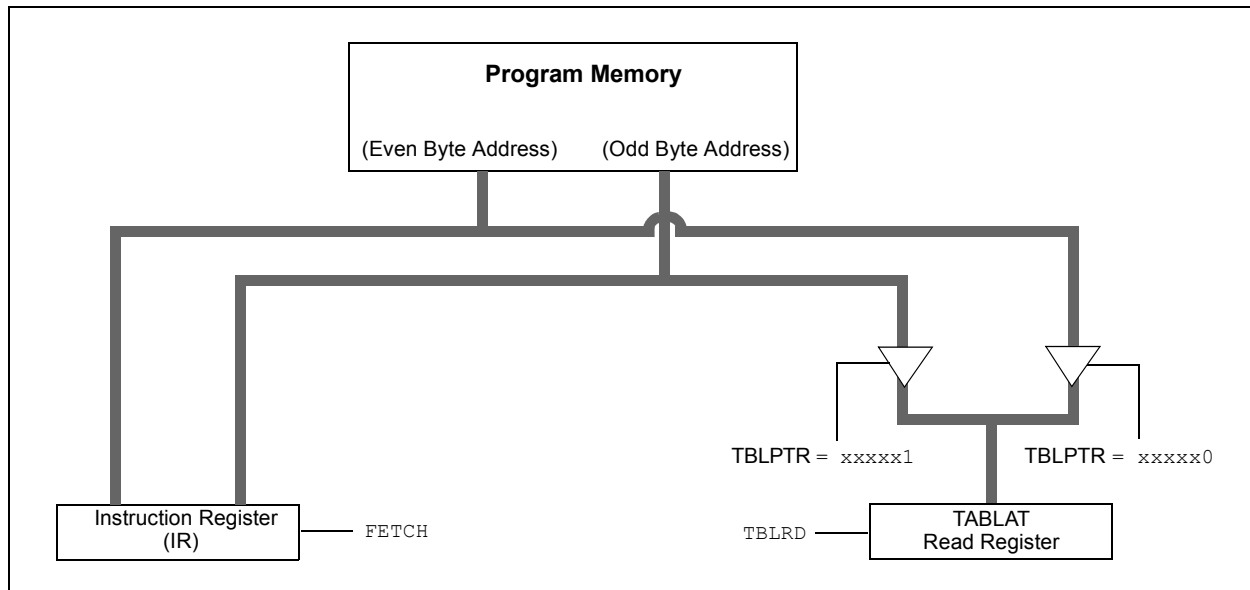 Program Memory
(Even Byte Address) (Odd Byte Address)
TBLPTR = xxxxx1
TBLPTR = xxxxx0
Instruction Register
(IR)
FETCH
TBLRD
TABLAT
Read Register